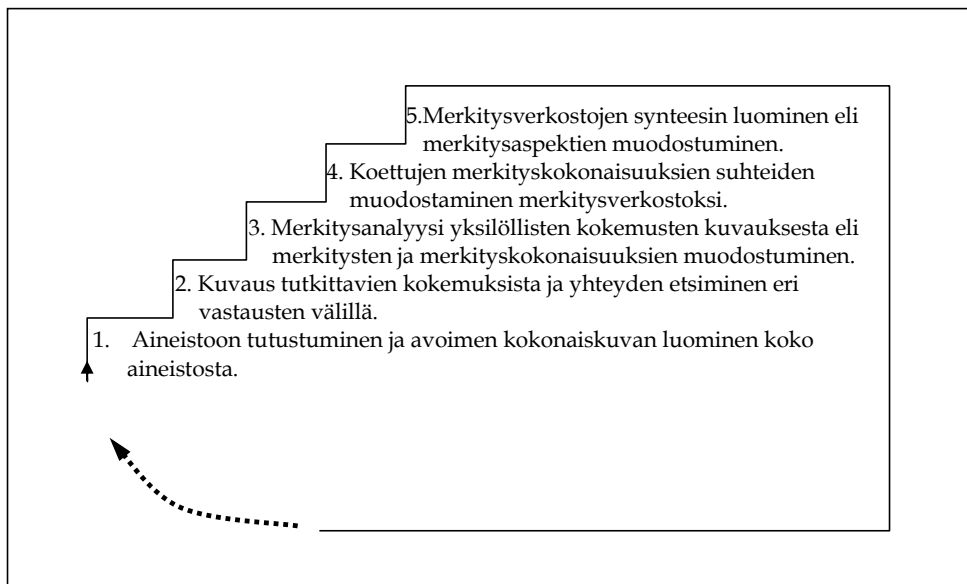 5.Merkitysverkostojen synteesin luominen eli
merkitysaspektien muodostuminen.
4. Koettujen merkityskokonaisuuksien suhteiden
muodostaminen merkitysverkostoksi.
3. Merkitysanalyysi yksilöllisten kokemusten kuvauksesta eli
merkitysten ja merkityskokonaisuuksien muodostuminen.
2. Kuvaus tutkittavien kokemuksista ja yhteyden etsiminen eri
vastausten välillä.
1. Aineistoon tutustuminen ja avoimen kokonaiskuvan luominen koko
aineistosta.